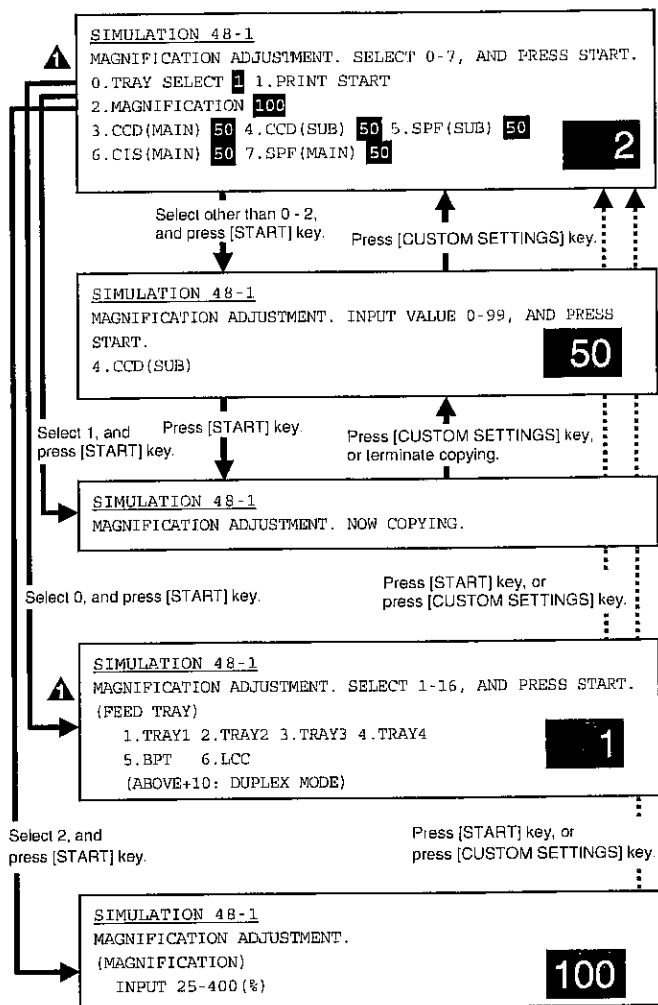 SIMULATION 48-1
MAGNIFICATION ADJUSTMENT. SELECT 0-7, AND PRESS START.
1
0.TRAY SELECT 1 1.PRINT START
2.MAGNIFICATION 100
3.CCD(MAIN) 50 4.CCD(SUB) 50 5.SPF(SUB) 50
6.CIS(MAIN) 50 7.SPF(MAIN) 50
2
Select other than 0 - 2,
and press [START] key.
Press [CUSTOM SETTINGS] key.
SIMULATION 48-1
MAGNIFICATION ADJUSTMENT. INPUT VALUE 0-99, AND PRESS
START.
4.CCD(SUB)
50
Select 1, and
press [START] key.
Press [START] key.
Press [CUSTOM SETTINGS] key,
or terminate copying.
SIMULATION 48-1
MAGNIFICATION ADJUSTMENT. NOW COPYING.
Select 0, and press [START] key.
Press [START] key, or
press [CUSTOM SETTINGS] key.
SIMULATION 48-1
1
MAGNIFICATION ADJUSTMENT. SELECT 1-16, AND PRESS START.
(FEED TRAY)
1.TRAY1 2.TRAY2 3.TRAY3 4.TRAY4
5.BPT 6.LCC
(ABOVE+10: DUPLEX MODE)
1
Select 2, and
press [START] key.
Press [START] key, or
press [CUSTOM SETTINGS] key.
SIMULATION 48-1
MAGNIFICATION ADJUSTMENT.
(MAGNIFICATION)
INPUT 25-400(%)
100